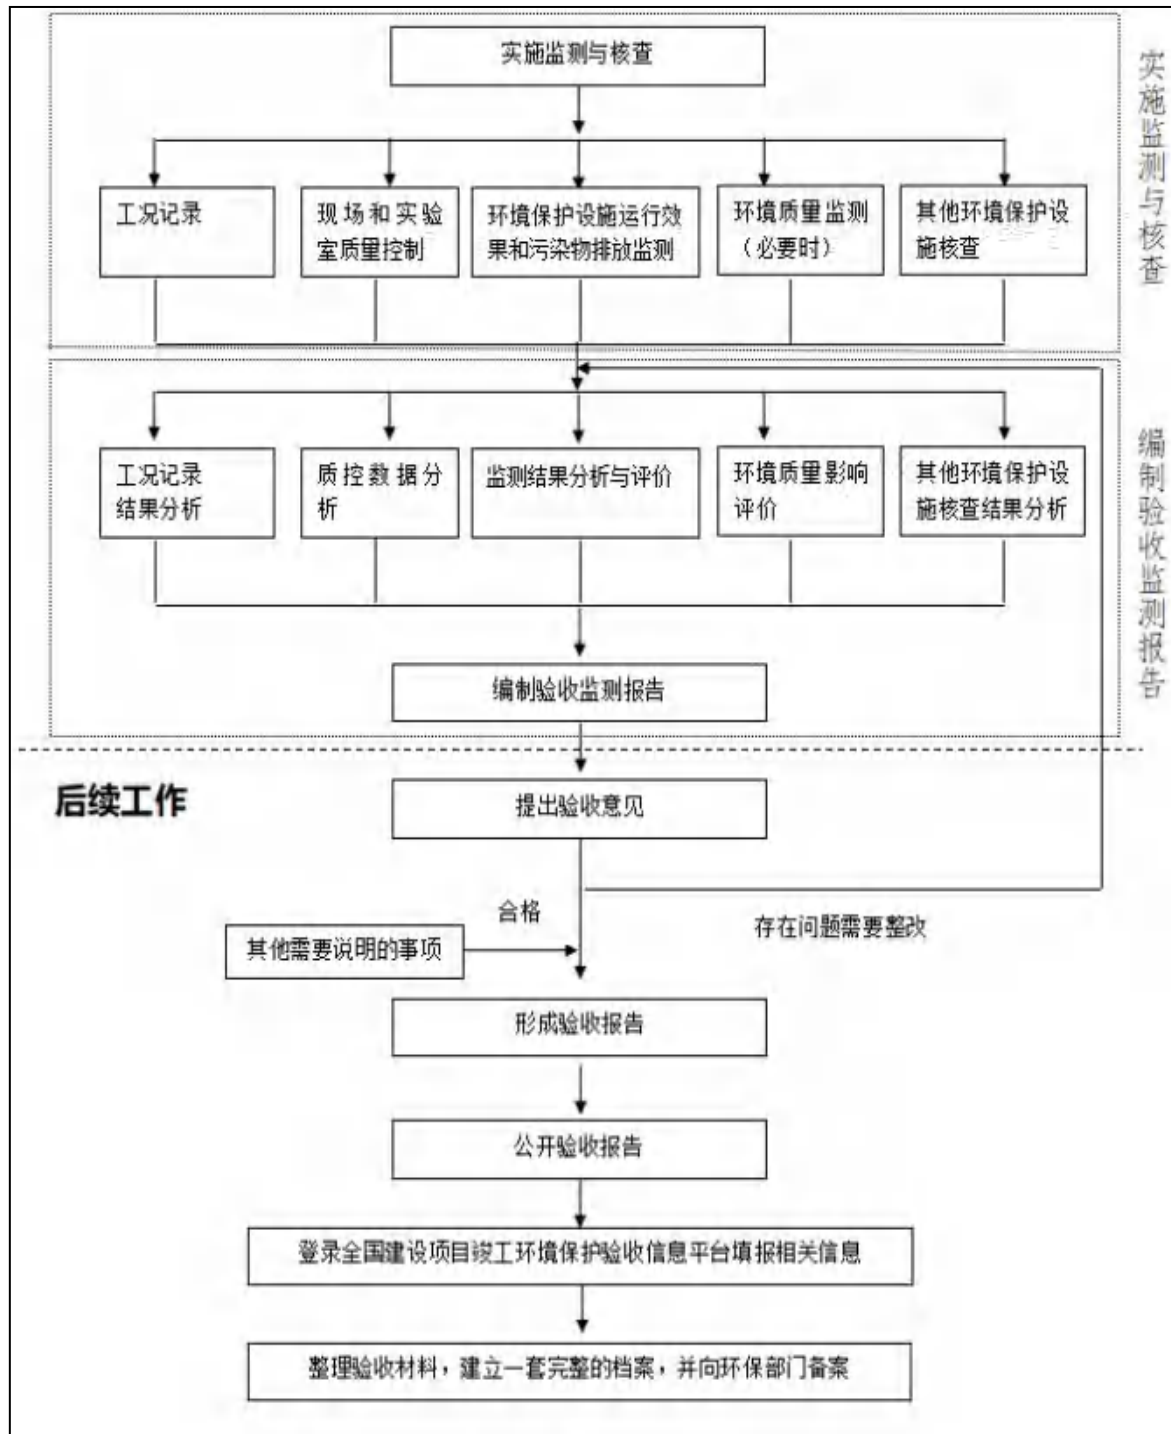 实施监测与核查
实施监测与核查
工况记录
现场和实验
室质量控制
环境保护设施运行效
果和污染物排放监测
环境质量监测
（必要时）
其他环境保护设
施核查
工况记录
结果分析
质控数据分
析
监测结果分析与评价
环境质量影响
评价
其他环境保护设
施核查结果分析
编制验收监测报告
编制验收监测报告
后续工作
提出验收意见
合格
存在问题需要整改
其他需要说明的事项
形成验收报告
公开验收报告
登录全国建设项目竣工环境保护验收信息平台填报相关信息
整理验收材料，建立一套完整的档案，并向环保部门备案